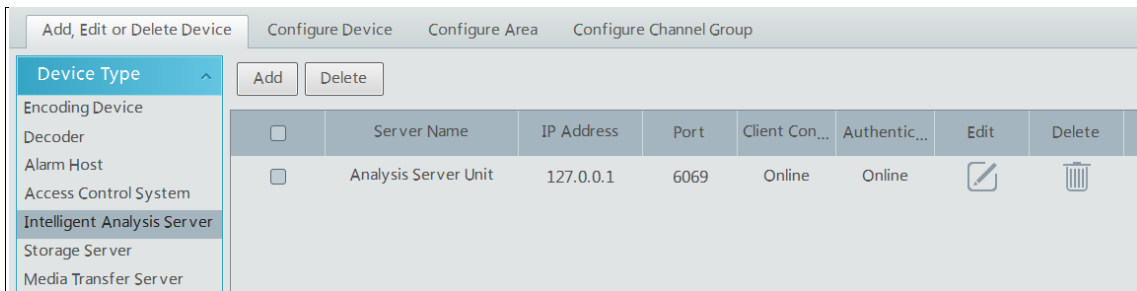 Add, Edit or Delete Device Configure Device Configure Area Configure Channel Group
Device Type
Add Delete
Encoding Device
Decoder
Alarm Host
Access Control System
Intelligent Analysis Server
Storage Server
Media Transfer Server
Server Name IP Address Port Client Con... Authentic... Edit Delete
Analysis Server Unit 127.0.0.1 6069 Online Online